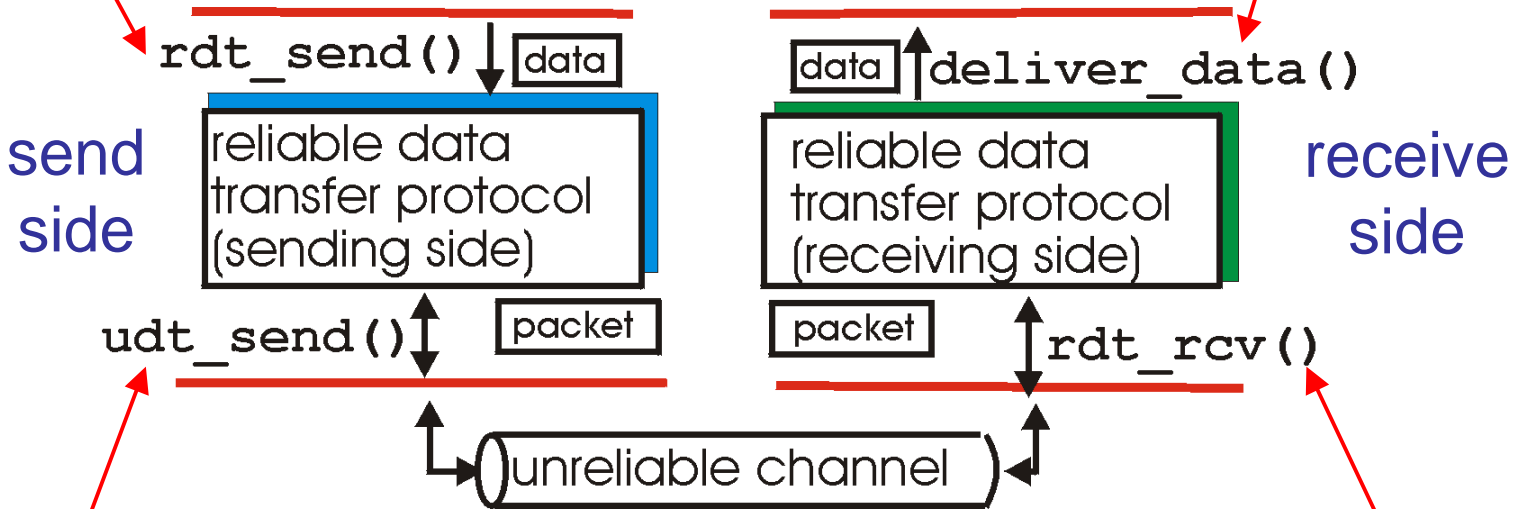 rdt_send()
data
data
deliver_data()
send
side
reliable data
transfer protocol
(sending side)
reliable data
transfer protocol
(receiving side)
receive
side
udt_send()
packet
packet
rdt_rcv()
unreliable channel